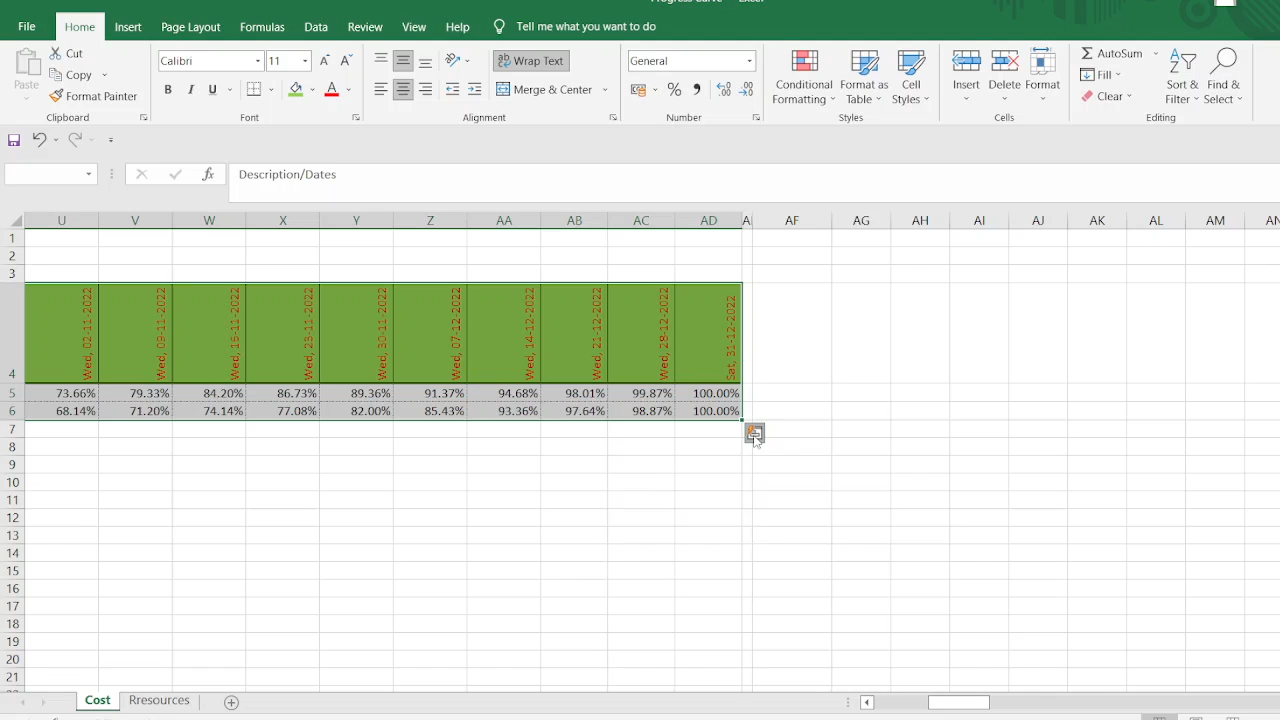 File Home Insert Page Layout Formulas Data Review View Help Tell me what you want to do
Cut
Copy
Format Painter
Paste
Clipboard
Calibri 11
B I U
Font
Wrap Text
Merge & Center
Alignment
General
%
Number
Conditional
Formatting
Format as
Table
Cell
Styles
Styles
Insert Delete Format
Cells
AutoSum
Fill
Clear
Sort &
Filter
Find &
Select
Editing
fx Description/Dates
U V W X Y Z AA AB AC AD AF AG AH AI AJ AK AL AM AN
1
2
3
4 Wed, 02-11-2022 Wed, 09-11-2022 Wed, 16-11-2022 Wed, 23-11-2022 Wed, 30-11-2022 Wed, 07-12-2022 Wed, 14-12-2022 Wed, 21-12-2022 Wed, 28-12-2022 Sat, 31-12-2022
5 73.66% 79.33% 84.20% 86.73% 89.36% 91.37% 94.68% 98.01% 99.87% 100.00%
6 68.14% 71.20% 74.14% 77.08% 82.00% 85.43% 93.36% 97.64% 98.87% 100.00%
7
8
9
10
11
12
13
14
15
16
17
18
19
20
21
Cost Rresources